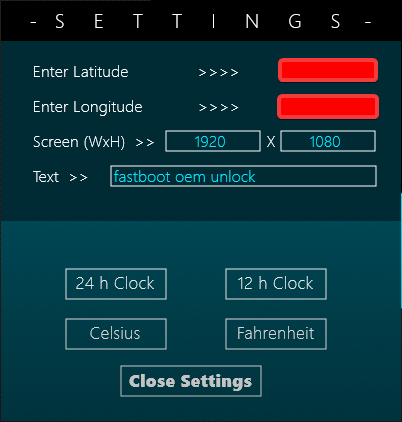 - S E T T I N G S -
Enter Latitude >>>>
Enter Longitude >>>>
Screen (WxH) >> 1920 X 1080
Text >> fastboot oem unlock
24 h Clock 12 h Clock
Celsius Fahrenheit
Close Settings